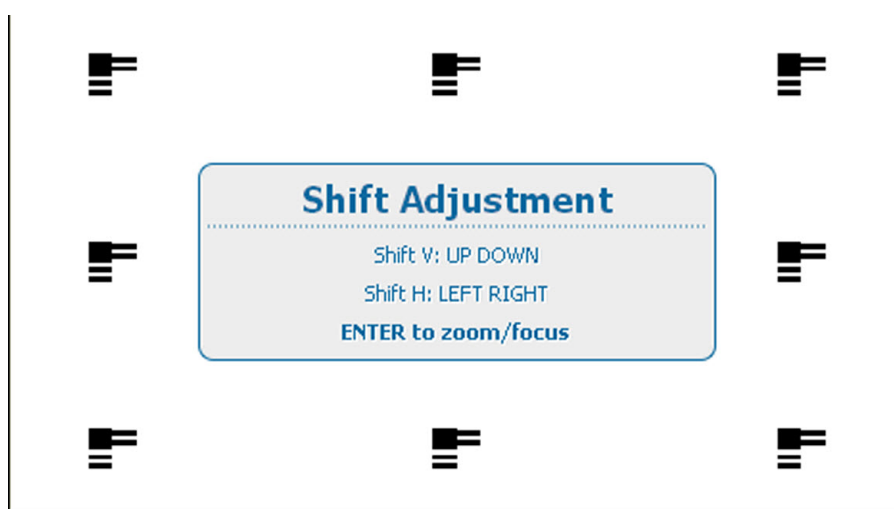 Shift Adjustment
Shift V: UP DOWN
Shift H: LEFT RIGHT
ENTER to zoom/focus